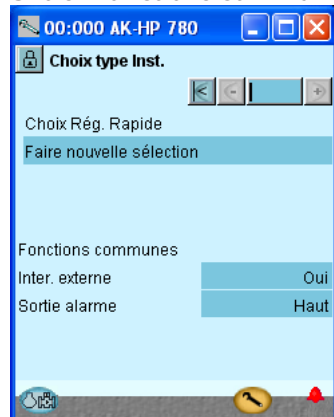 00:000 AK-HP 780
Choix type Inst.
Choix Rég. Rapide
Faire nouvelle sélection
Fonctions communes
Inter. externe Oui
Sortie alarme Haut